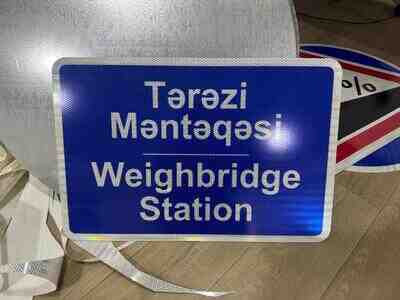 Tərəzi
Məntəqəsi
Weighbridge
Station
%